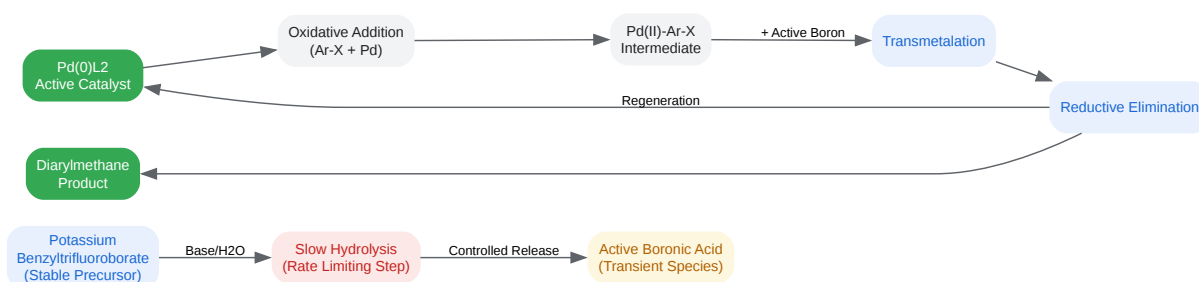 Oxidative Addition
(Ar-X + Pd)
Pd(II)-Ar-X
Intermediate
+ Active Boron
Transmetalation
Pd(0)L2
Active Catalyst
Regeneration
Reductive Elimination
Diarylmethane
Product
Potassium
Benzyltrifluoroborate
(Stable Precursor)
Base/H2O
Slow Hydrolysis
(Rate Limiting Step)
Controlled Release
Active Boronic Acid
(Transient Species)